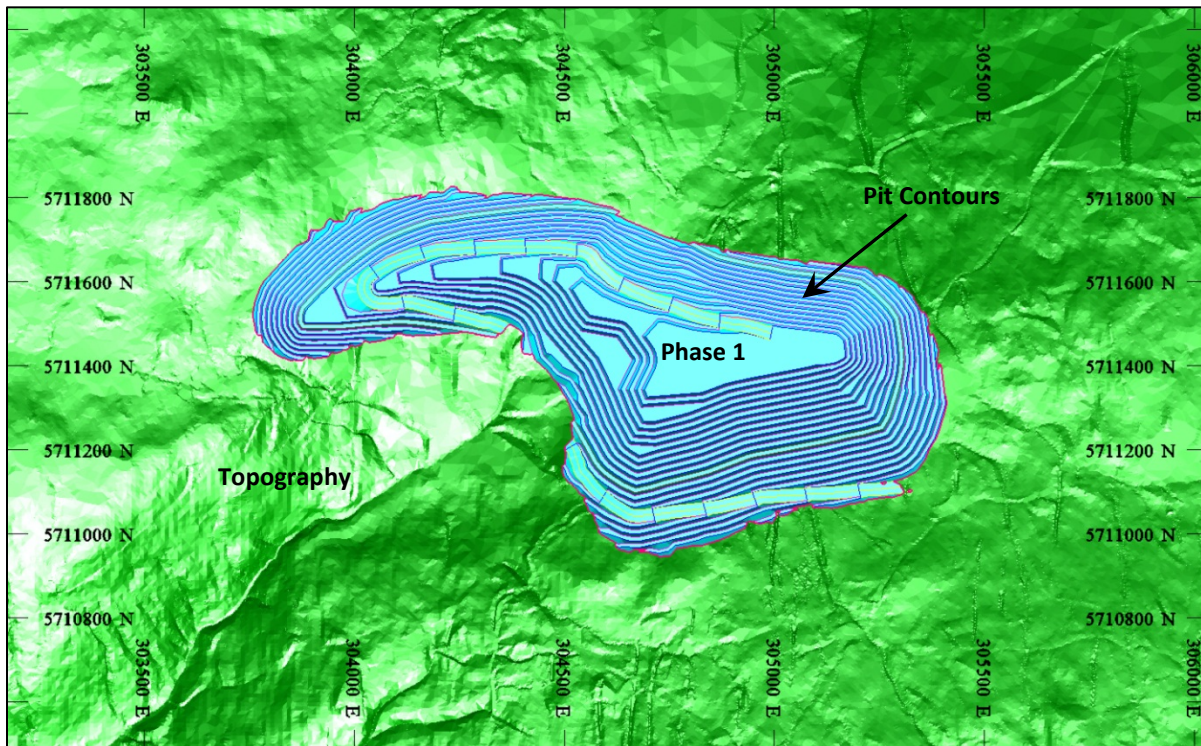 303500 E
304000 E
304500 E
305000 E
305500 E
306000 E
5711800 N
5711800 N
Pit Contours
5711600 N
5711600 N
Phase 1
5711400 N
5711400 N
5711200 N
5711200 N
Topography
5711000 N
5711000 N
5710800 N
5710800 N
303500 E
304000 E
304500 E
305000 E
305500 E
306000 E